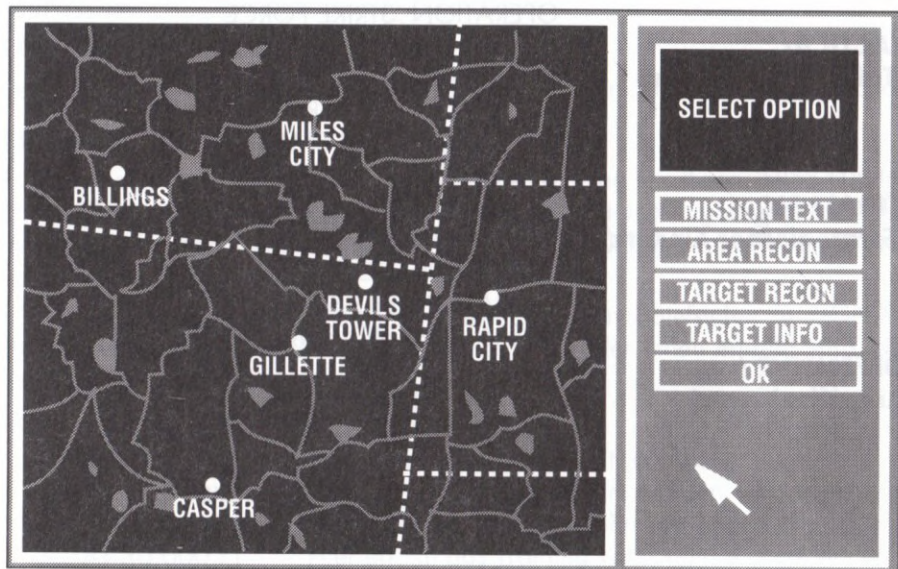 MILES
CITY
BILLINGS
DEVILS
TOWER
RAPID
CITY
GILLETTE
CASPER
SELECT OPTION
MISSION TEXT
AREA RECON
TARGET RECON
TARGET INFO
OK